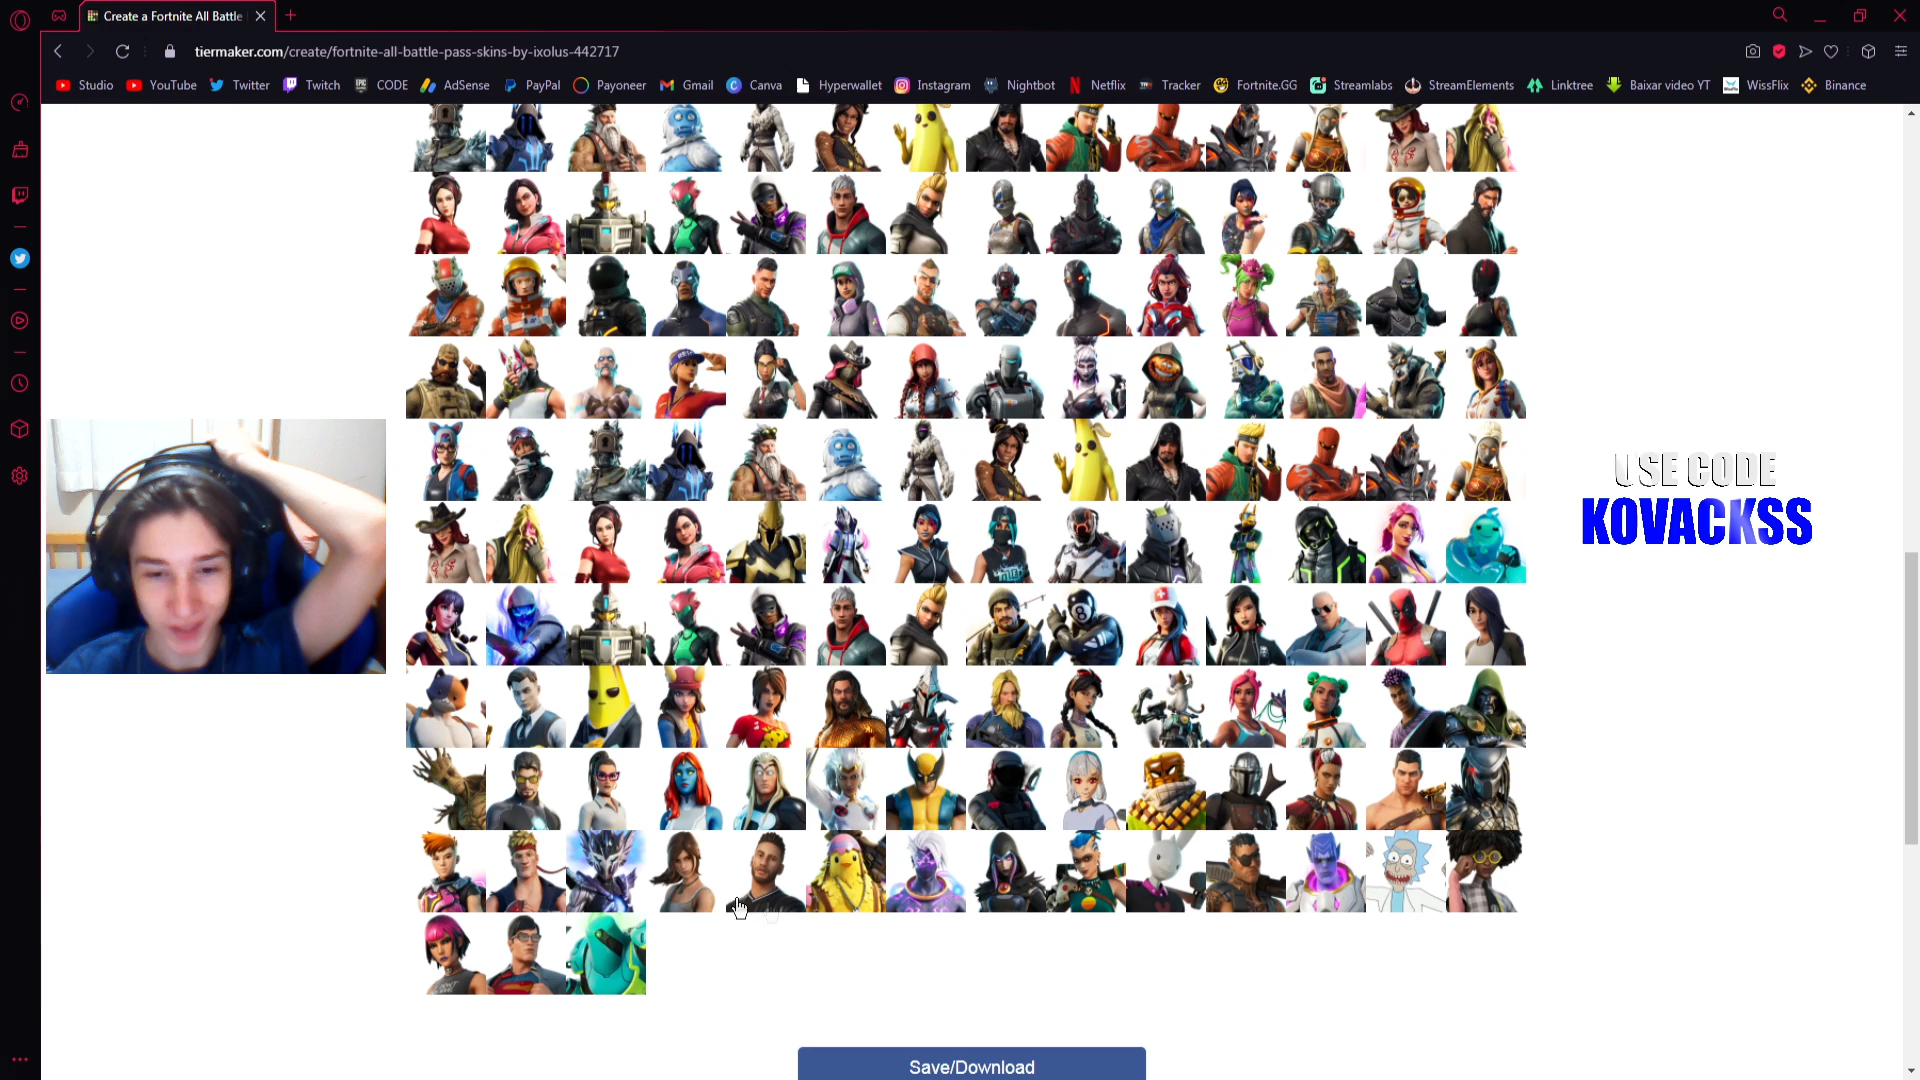 Create a Fortnite All Battle
tiermaker.com/create/fortnite-all-battle-pass-skins-by-ixolus-442717
Studio YouTube Twitter Twitch CODE AdSense PayPal Payoneer Gmail Canva Hyperwallet Instagram Nightbot Netflix Tracker Fortnite.GG Streamlabs StreamElements Linktree Baixar video YT WissFlix Binance
USE CODE
KOVACKSS
Save/Download